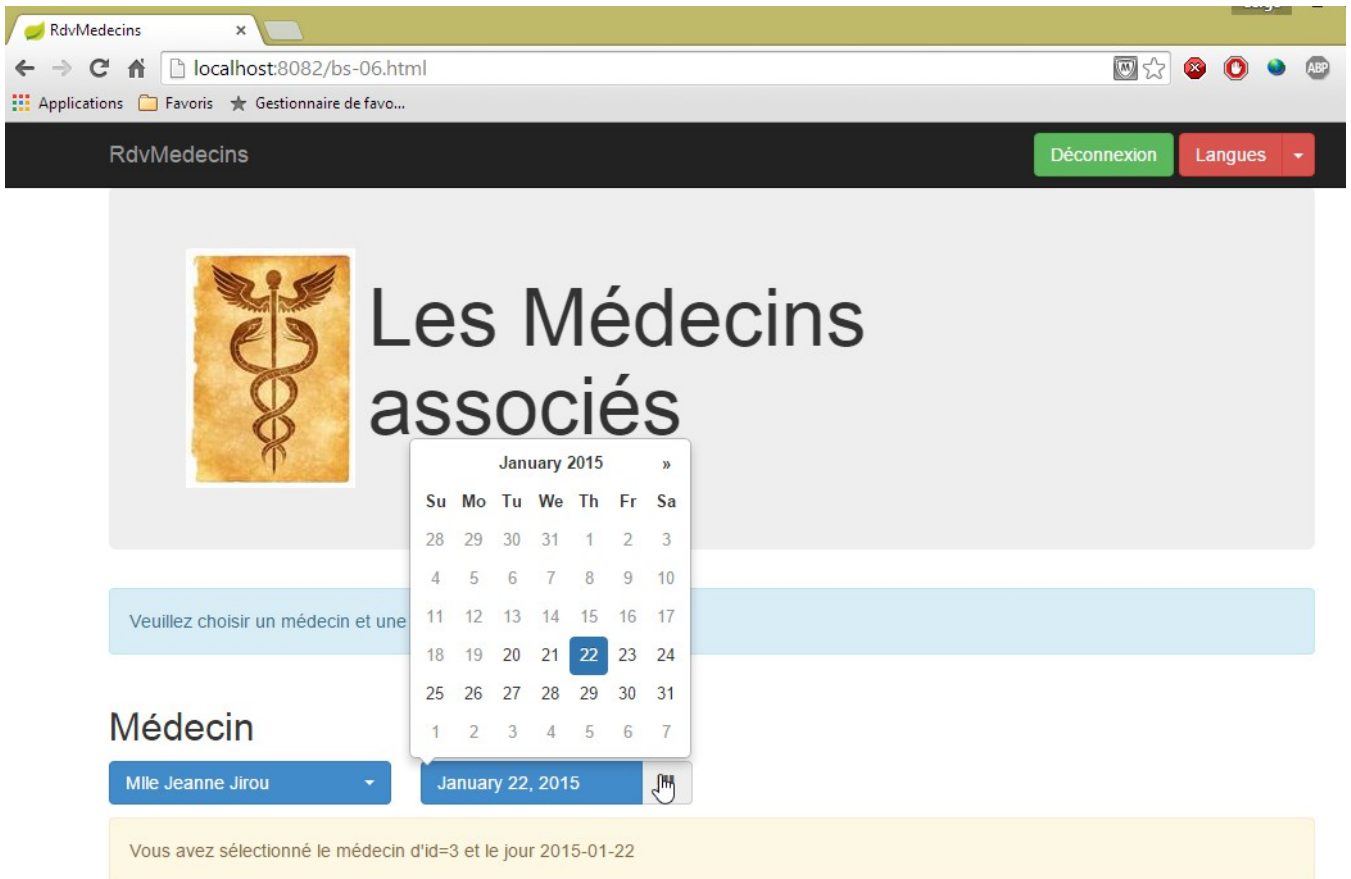 RdvMedecins ×
localhost:8082/bs-06.html
ABP
Applications Favoris Gestionnaire de favo...
RdvMedecins Déconnexion Langues
Les Médecins
associés
January 2015 »
Su Mo Tu We Th Fr Sa
28 29 30 31 1 2 3
4 5 6 7 8 9 10
11 12 13 14 15 16 17
18 19 20 21 22 23 24
25 26 27 28 29 30 31
1 2 3 4 5 6 7
Veuillez choisir un médecin et une
Médecin
Mlle Jeanne Jirou January 22, 2015
Vous avez sélectionné le médecin d'id=3 et le jour 2015-01-22